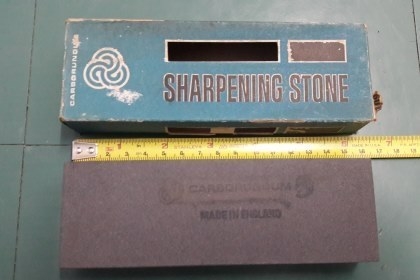 CARBORUNDUM
SHARPENING STONE
CARBORUNDUM
MADE IN ENGLAND